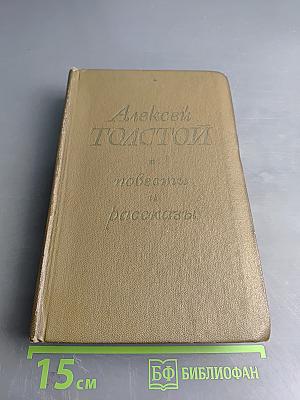 Алексей
ТОЛСТОЙ
повести
и
рассказы
15 см
БФ БИБЛИОФАН